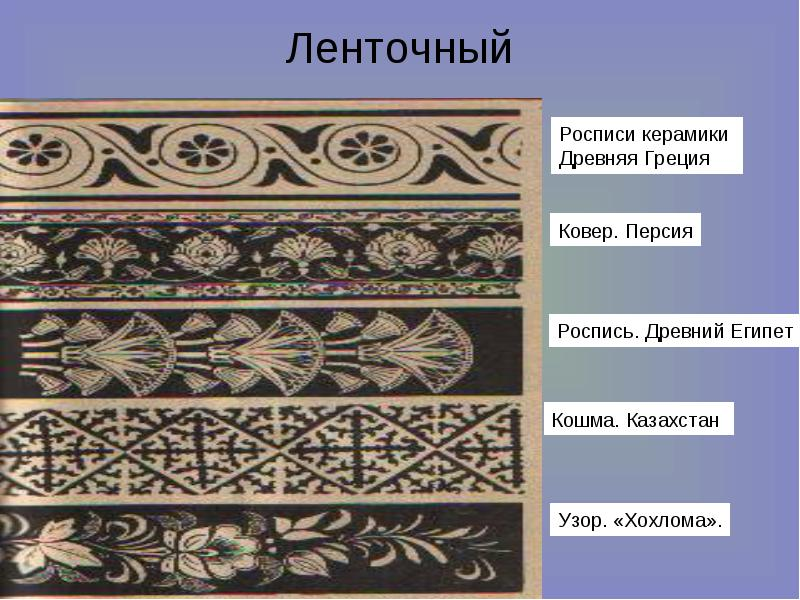 Ленточный
Росписи керамики
Древняя Греция
Ковер. Персия
Роспись. Древний Египет
Кошма. Казахстан
Узор. «Хохлома».